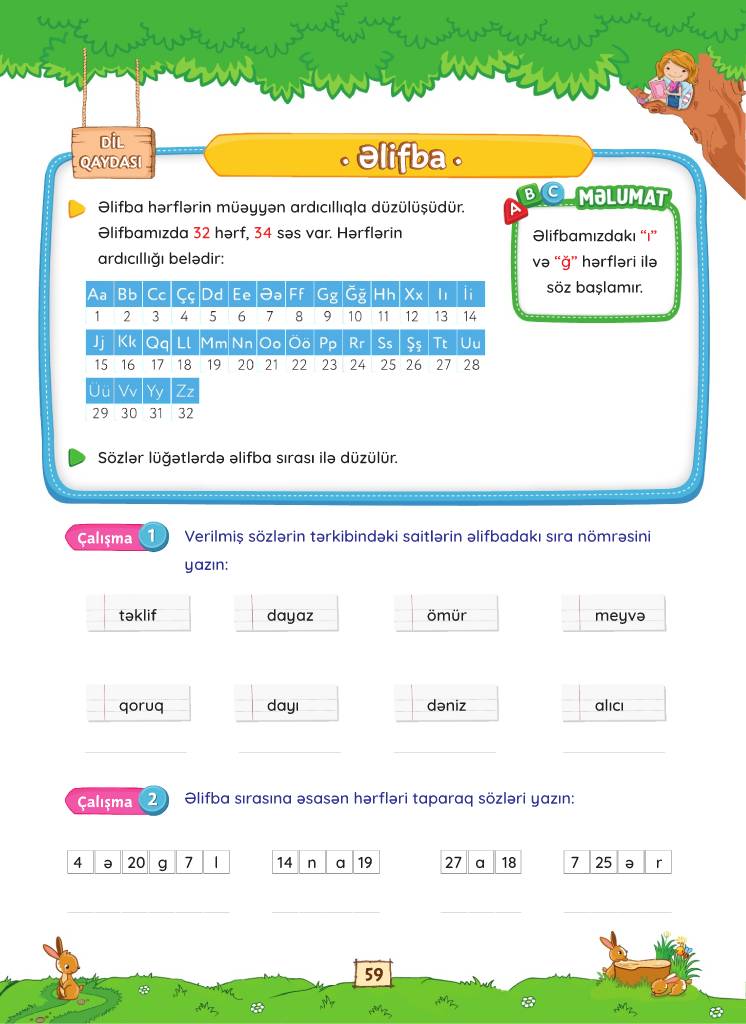 DİL
QAYDASI
• Əlifba •
Əlifba hərflərin müəyyən ardıcıllıqla düzülüşüdür.
Əlifbamızda 32 hərf, 34 səs var. Hərflərin
ardıcıllığı belədir:
A B C MƏLUMAT
Əlifbamızdakı “ı”
və “ğ” hərfləri ilə
söz başlamır.
Aa Bb Cc Çç Dd Ee Əə Ff Gg Ğğ Hh Xx Iı İi
1 2 3 4 5 6 7 8 9 10 11 12 13 14
Jj Kk Qq Ll Mm Nn Oo Öö Pp Rr Ss Şş Tt Uu
15 16 17 18 19 20 21 22 23 24 25 26 27 28
Üü Vv Yy Zz
29 30 31 32
Sözlər lüğətlərdə əlifba sırası ilə düzülür.
Çalışma 1 Verilmiş sözlərin tərkibindəki saitlərin əlifbadakı sıra nömrəsini
yazın:
təklif dayaz ömür meyvə
qoruq dayı dəniz alıcı
Çalışma 2 Əlifba sırasına əsasən hərfləri taparaq sözləri yazın:
4 ə 20 g 7 l 14 n a 19 27 a 18 7 25 ə r
59